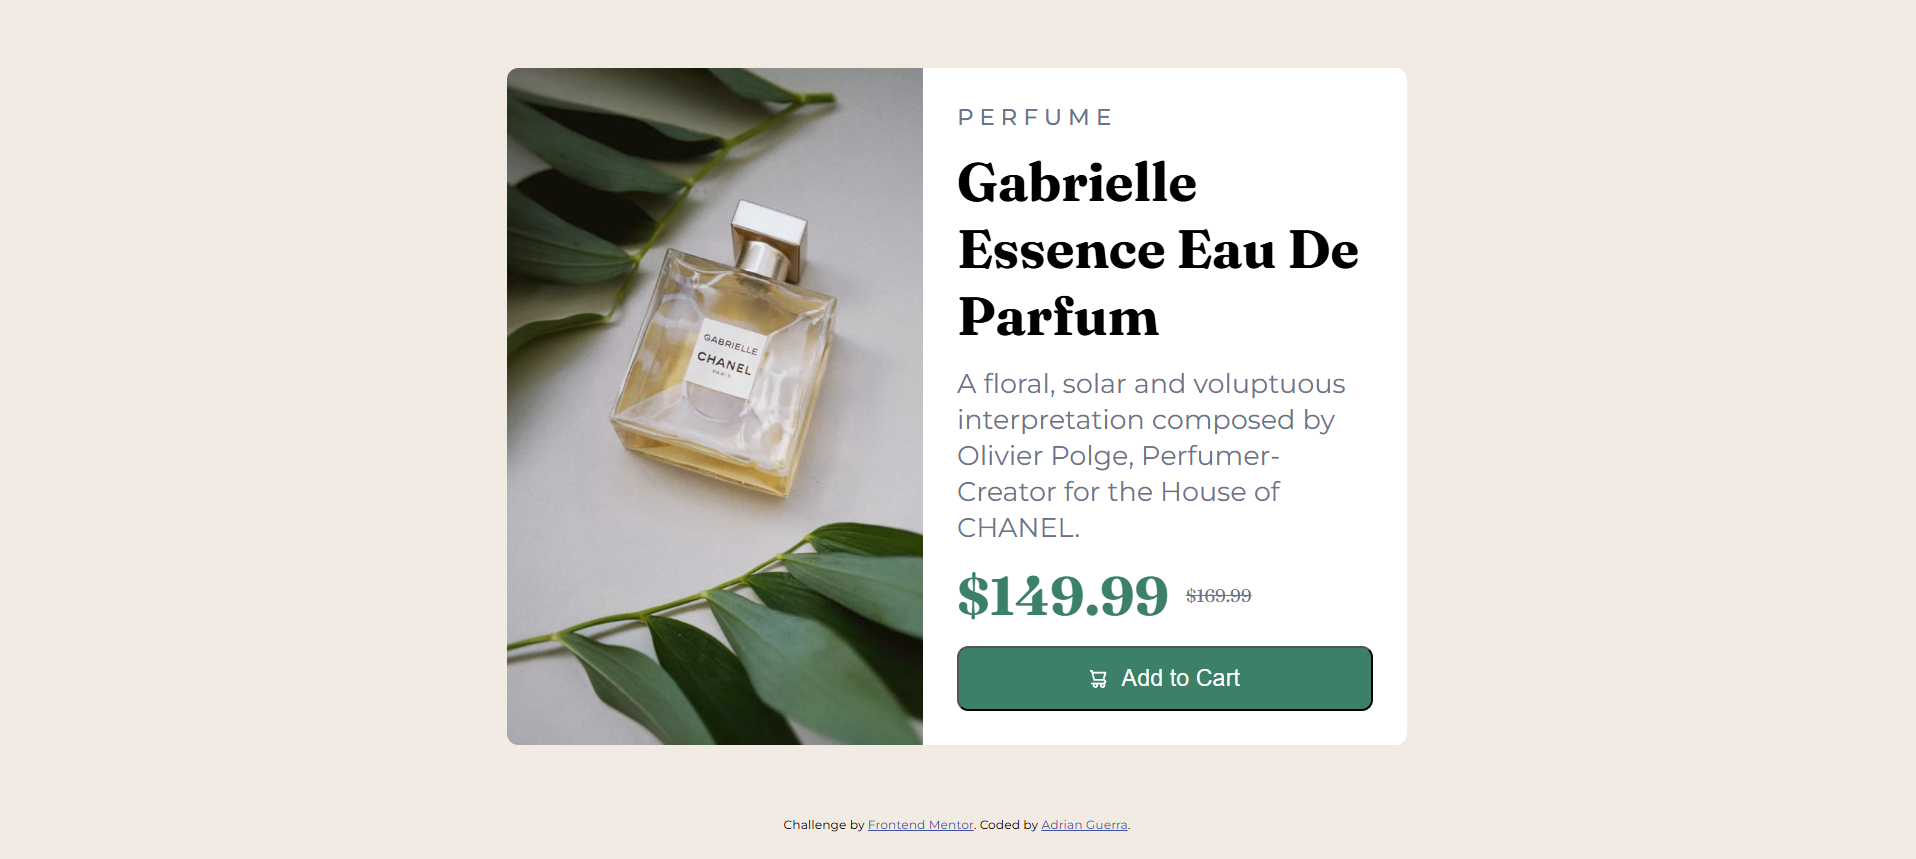 PERFUME
Gabrielle
Essence Eau De
Parfum
A floral, solar and voluptuous
interpretation composed by
Olivier Polge, Perfumer-
Creator for the House of
CHANEL.
$149.99 $169.99
Add to Cart
GABRIELLE
CHANEL
PARIS
Challenge by Frontend Mentor. Coded by Adrian Guerra.